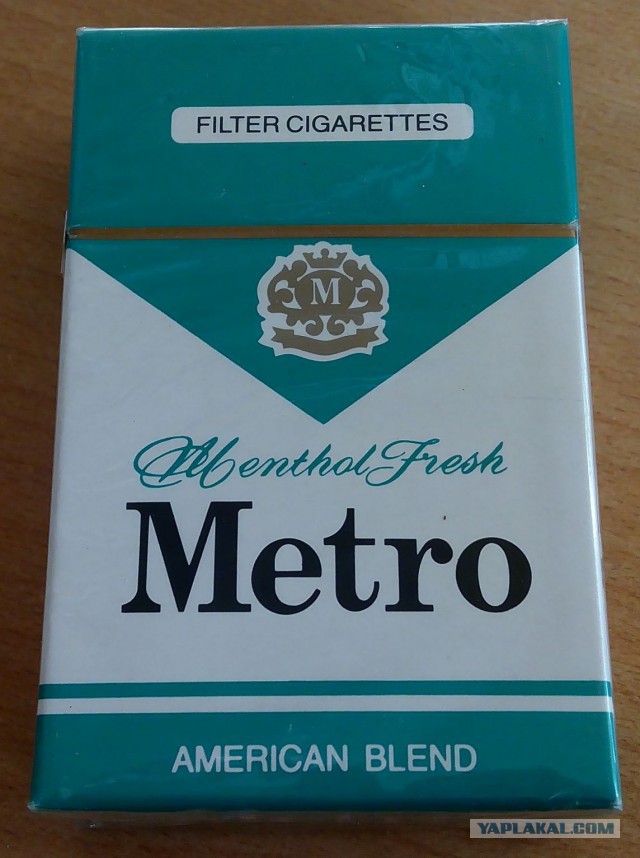 FILTER CIGARETTES
M
Menthol Fresh
Metro
AMERICAN BLEND
YAPLAKAL.COM